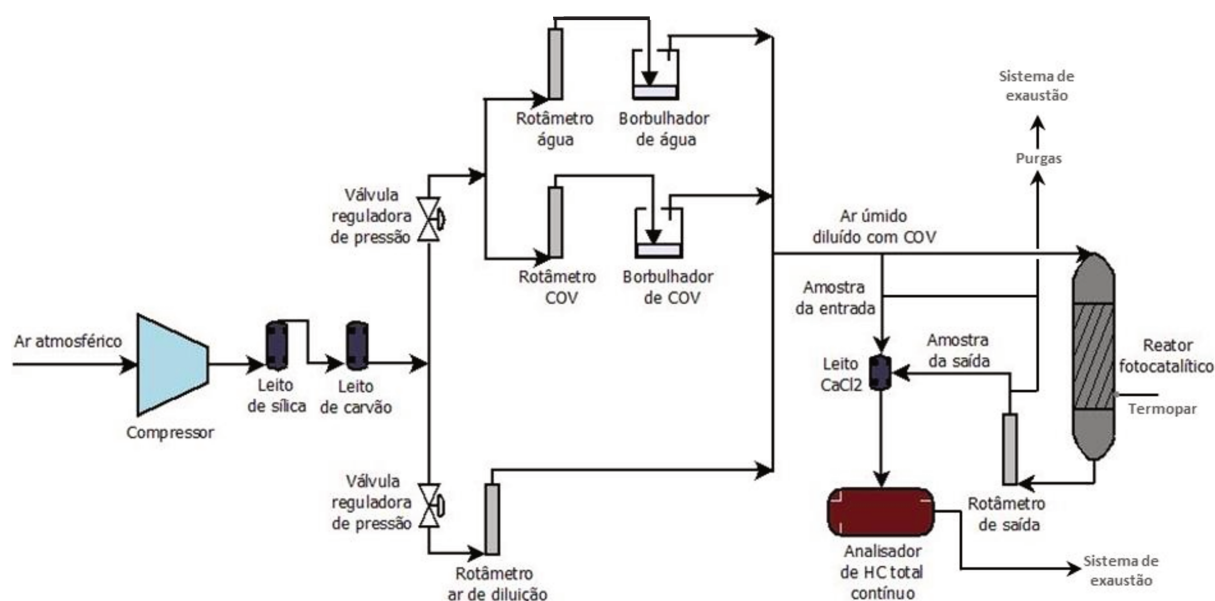 Sistema de
exaustão
Purgas
Rotâmetro
água
Borbulhador
de água
Válvula
reguladora
de pressão
Rotâmetro
COV
Borbulhador
de COV
Ar úmido
diluído com COV
Amostra
da entrada
Ar atmosférico
Compressor
Leito
de sílica
Leito
de carvão
Leito
CaCl2
Amostra
da saída
Reator
fotocatalítico
Termopar
Válvula
reguladora
de pressão
Rotâmetro
ar de diluição
Rotâmetro
de saída
Analisador
de HC total
contínuo
Sistema de
exaustão